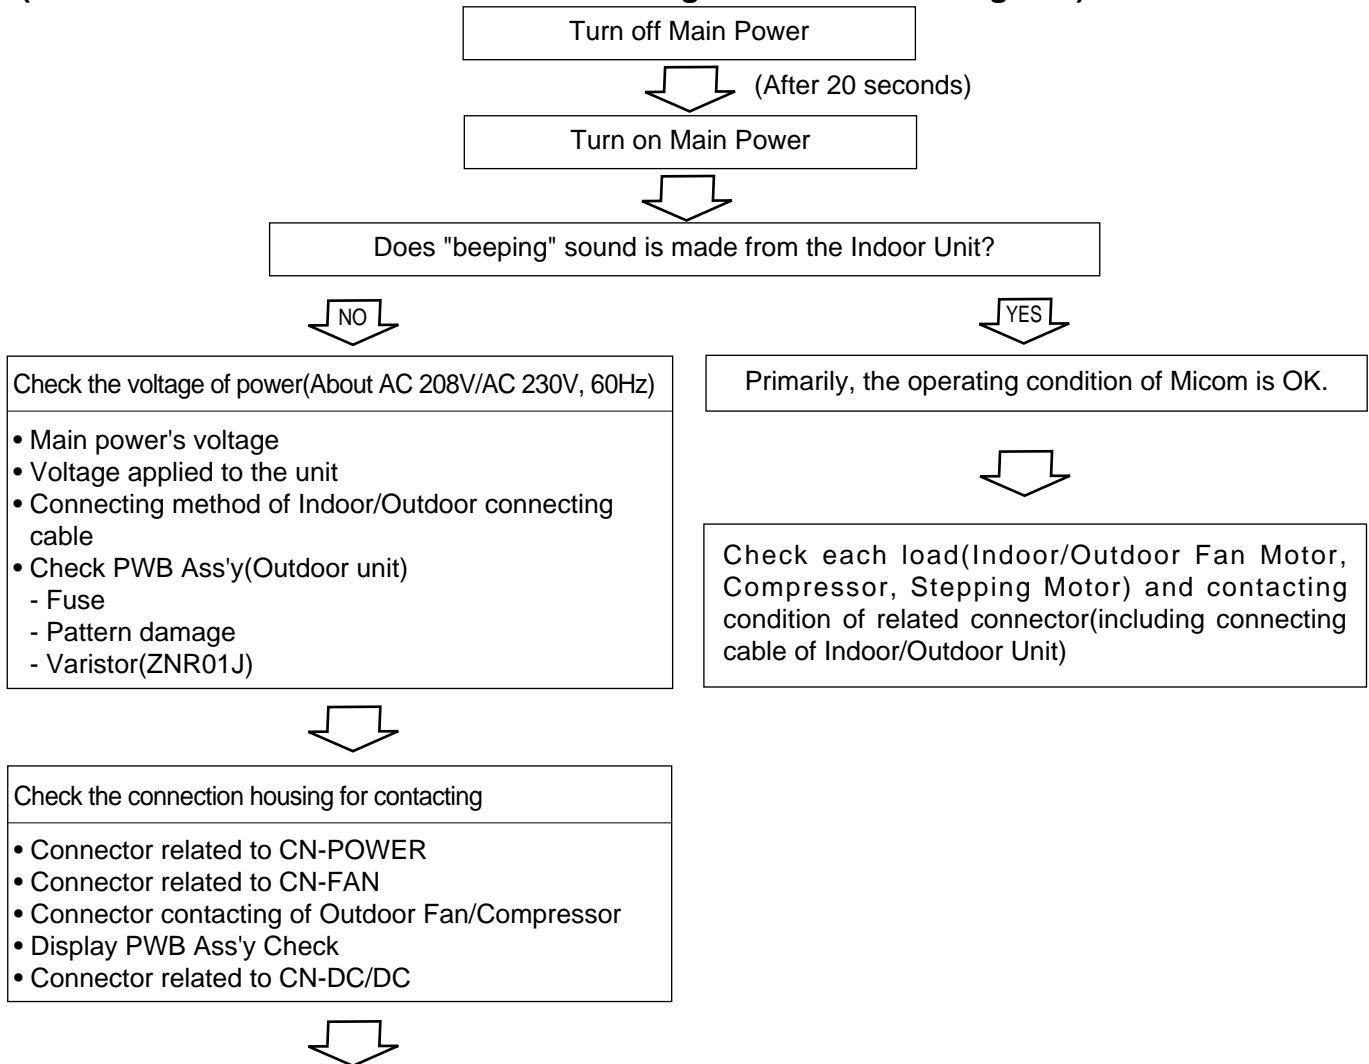 Turn off Main Power
(After 20 seconds)
Turn on Main Power
Does "beeping" sound is made from the Indoor Unit?
NO
YES
Check the voltage of power(About AC 208V/AC 230V, 60Hz)
• Main power's voltage
• Voltage applied to the unit
• Connecting method of Indoor/Outdoor connecting
cable
• Check PWB Ass'y(Outdoor unit)
- Fuse
- Pattern damage
- Varistor(ZNR01J)
Primarily, the operating condition of Micom is OK.
Check each load(Indoor/Outdoor Fan Motor,
Compressor, Stepping Motor) and contacting
condition of related connector(including connecting
cable of Indoor/Outdoor Unit)
Check the connection housing for contacting
• Connector related to CN-POWER
• Connector related to CN-FAN
• Connector contacting of Outdoor Fan/Compressor
• Display PWB Ass'y Check
• Connector related to CN-DC/DC